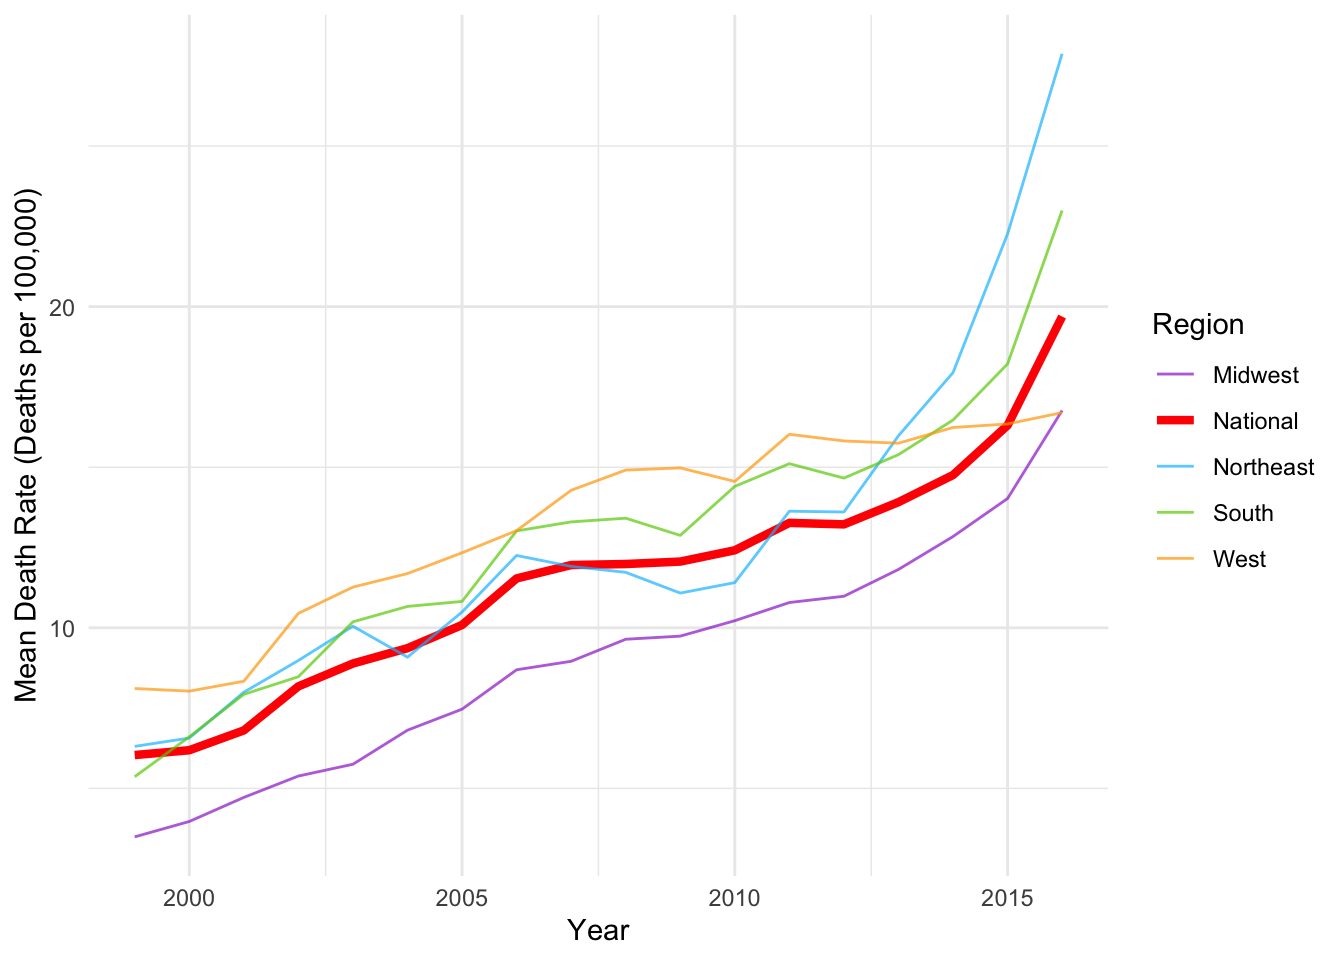 Mean Death Rate (Deaths per 100,000)
20
10
2000
2005
2010
2015
Year
Region
Midwest
National
Northeast
South
West